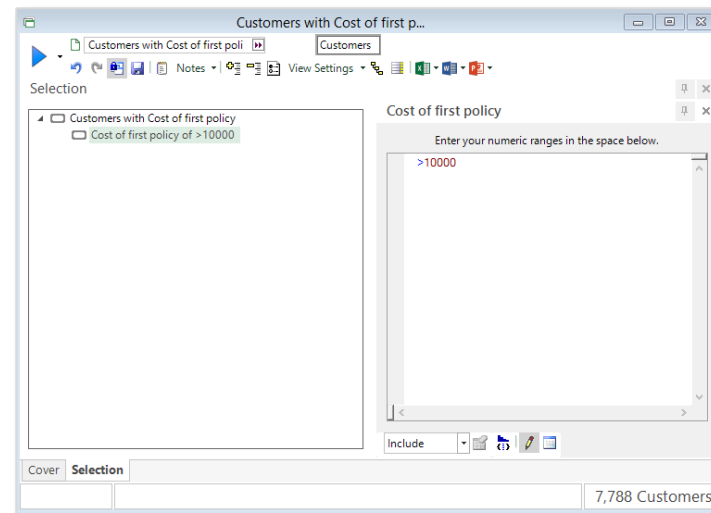 Customers with Cost of first p...
Customers with Cost of first poli
Customers
Notes
View Settings
Selection
Customers with Cost of first policy
Cost of first policy of >10000
Cost of first policy
Enter your numeric ranges in the space below.
>10000
Include
Cover Selection
7,788 Customers